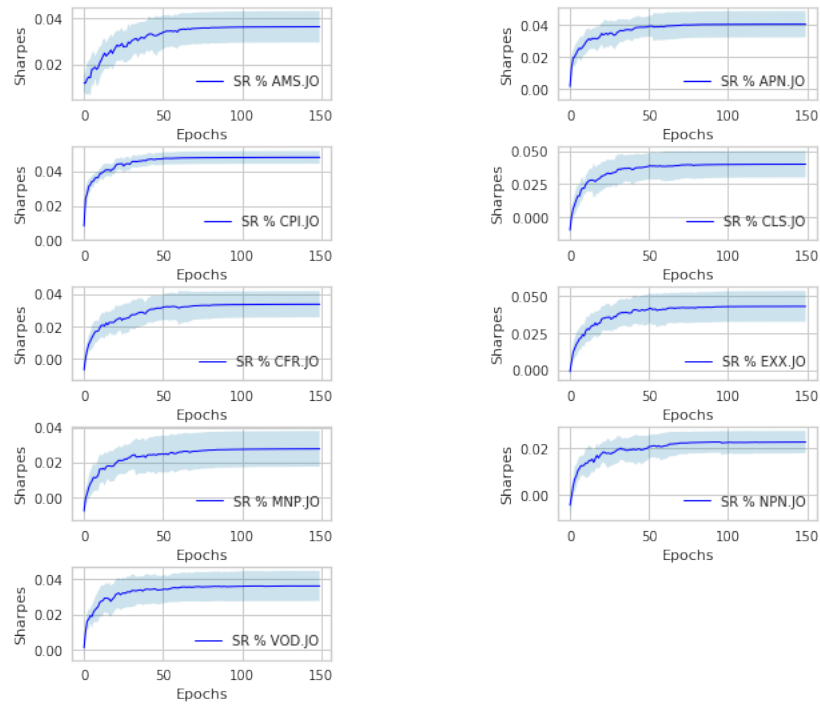 Sharpes
0.04
0.02
SR % AMS.JO
0
50
100
150
Epochs
Sharpes
0.04
0.02
0.00
SR % APN.JO
0
50
100
150
Epochs
Sharpes
0.04
0.02
0.00
SR % CPI.JO
0
50
100
150
Epochs
Sharpes
0.050
0.025
0.000
SR % CLS.JO
0
50
100
150
Epochs
Sharpes
0.04
0.02
0.00
SR % CFR.JO
0
50
100
150
Epochs
Sharpes
0.050
0.025
0.000
SR % EXX.JO
0
50
100
150
Epochs
Sharpes
0.04
0.02
0.00
SR % MNP.JO
0
50
100
150
Epochs
Sharpes
0.02
0.00
SR % NPN.JO
0
50
100
150
Epochs
Sharpes
0.04
0.02
0.00
SR % VOD.JO
0
50
100
150
Epochs